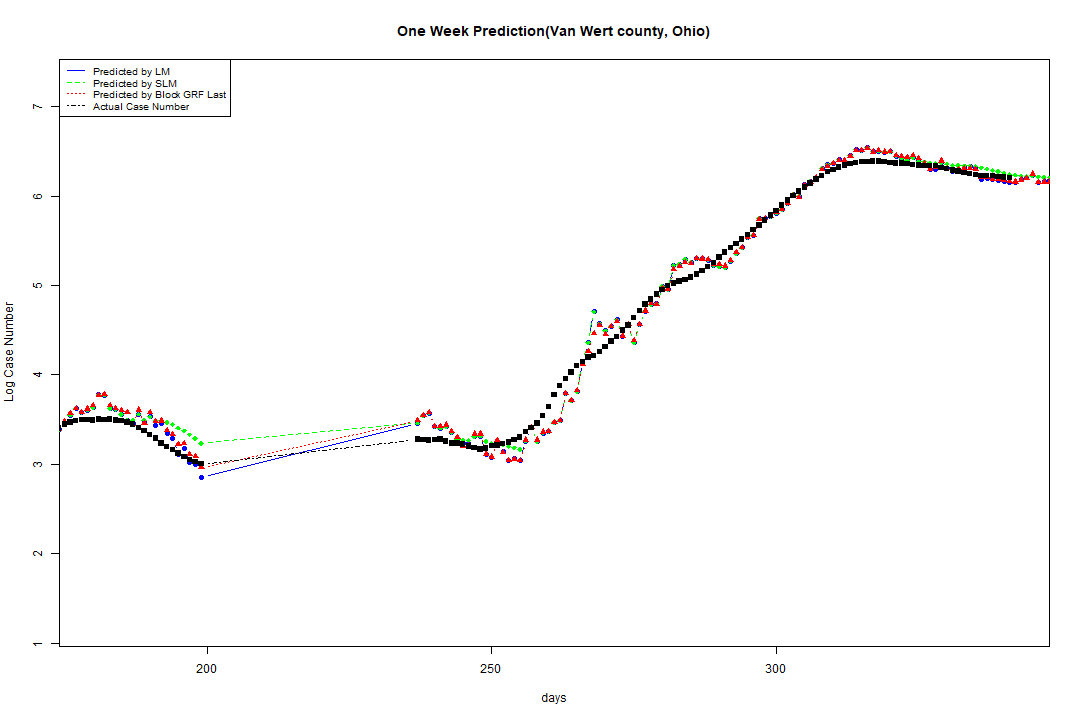 One Week Prediction(Van Wert county, Ohio)
Predicted by LM
Predicted by SLM
Predicted by Block GRF Last
Actual Case Number
7
6
5
4
3
2
1
Log Case Number
200
250
300
days